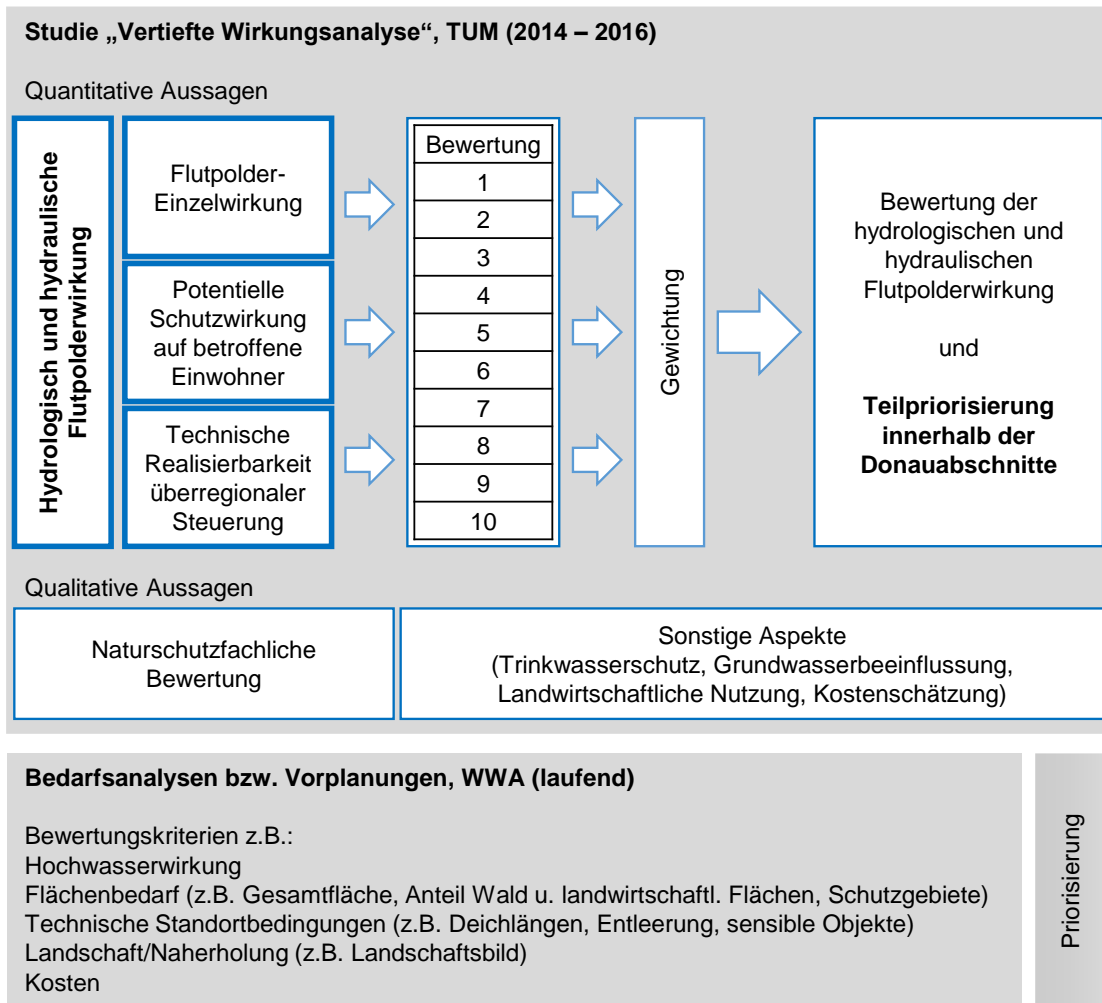 Studie „Vertiefte Wirkungsanalyse“, TUM (2014 – 2016)
Quantitative Aussagen
Hydrologisch und hydraulische
Flutpolderwirkung
Flutpolder-
Einzelwirkung
Potentielle
Schutzwirkung
auf betroffene
Einwohner
Technische
Realisierbarkeit
überregionaler
Steuerung
Bewertung
1
2
3
4
5
6
7
8
9
10
Gewichtung
Bewertung der
hydrologischen und
hydraulischen
Flutpolderwirkung
und
Teilpriorisierung
innerhalb der
Donauabschnitte
Qualitative Aussagen
Naturschutzfachliche
Bewertung
Sonstige Aspekte
(Trinkwasserschutz, Grundwasserbeeinflussung,
Landwirtschaftliche Nutzung, Kostenschätzung)
Bedarfsanalysen bzw. Vorplanungen, WWA (laufend)
Bewertungskriterien z.B.:
Hochwasserwirkung
Flächenbedarf (z.B. Gesamtfläche, Anteil Wald u. landwirtschaftl. Flächen, Schutzgebiete)
Technische Standortbedingungen (z.B. Deichlängen, Entleerung, sensible Objekte)
Landschaft/Naherholung (z.B. Landschaftsbild)
Kosten
Priorisierung